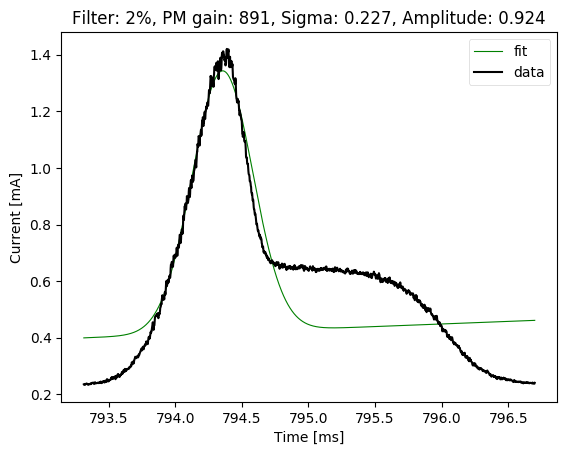 Filter: 2%, PM gain: 891, Sigma: 0.227, Amplitude: 0.924
fit
data
1.4
1.2
1.0
0.8
0.6
0.4
0.2
Current [mA]
793.5 794.0 794.5 795.0 795.5 796.0 796.5
Time [ms]